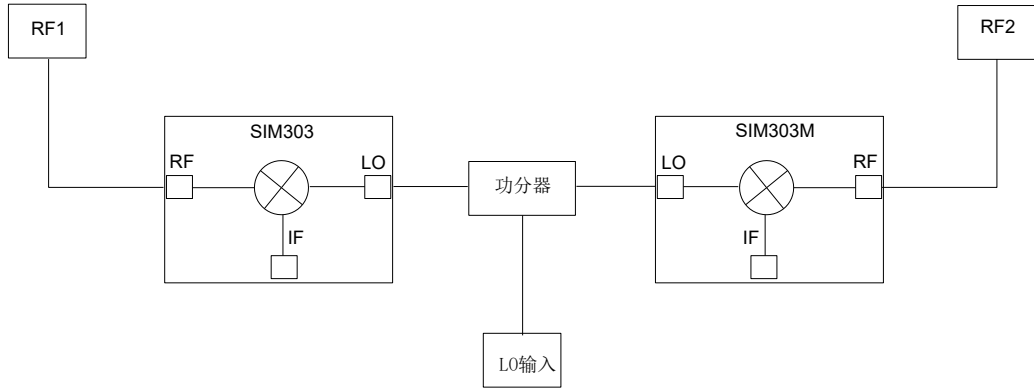 RF1
RF2
SIM303
SIM303M
RF
LO
LO
RF
功分器
IF
IF
LO输入